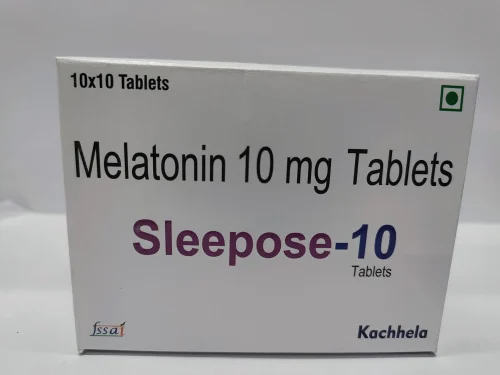 10x10 Tablets
Melatonin 10 mg Tablets
Sleepose-10
Tablets
fssai
Kachhela